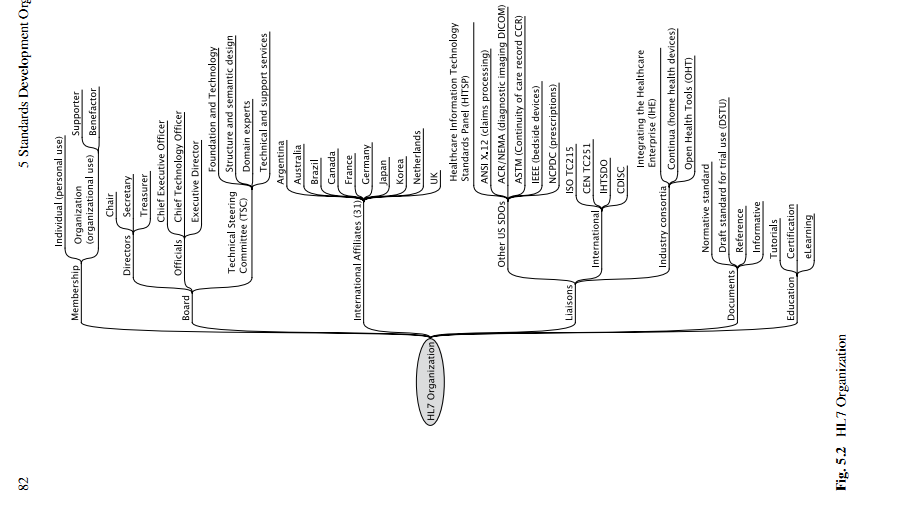 82
5 Standards Development Org
HL7 Organization
Membership
Individual (personal use)
Organization
(organizational use)
Supporter
Benefactor
Board
Directors
Chair
Secretary
Treasurer
Officials
Chief Executive Officer
Chief Technology Officer
Executive Director
Technical Steering
Committee (TSC)
Foundation and Technology
Structure and semantic design
Domain experts
Technical and support services
International Affiliates (31)
Argentina
Australia
Brazil
Canada
France
Germany
Japan
Korea
Netherlands
UK
Liaisons
Other US SDOs
Healthcare Information Technology
Standards Panel (HITSP)
ANSI X.12 (claims processing)
ACR/NEMA (diagnostic imaging DICOM)
ASTM (Continuity of care record CCR)
IEEE (bedside devices)
NCPDC (prescriptions)
International
ISO TC215
CEN TC251
IHTSDO
CDISC
Industry consortia
Integrating the Healthcare
Enterprise (IHE)
Continua (home health devices)
Open Health Tools (OHT)
Documents
Normative standard
Draft standard for trial use (DSTU)
Reference
Informative
Education
Tutorials
Certification
eLearning
Fig. 5.2 HL7 Organization